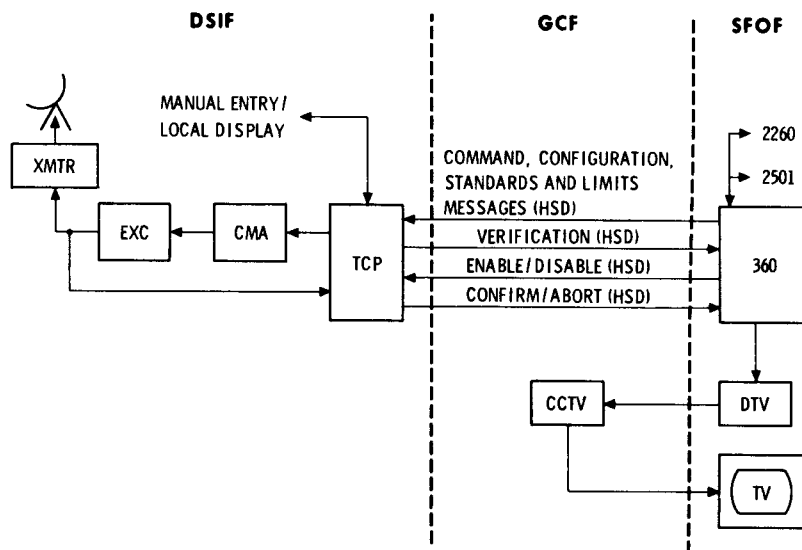 DSIF
GCF
SFOF
MANUAL ENTRY/
LOCAL DISPLAY
2260
2501
XMTR
COMMAND, CONFIGURATION,
STANDARDS AND LIMITS
MESSAGES (HSD)
EXC
CMA
TCP
VERIFICATION (HSD)
ENABLE/DISABLE (HSD)
CONFIRM/ABORT (HSD)
360
CCTV
DTV
TV